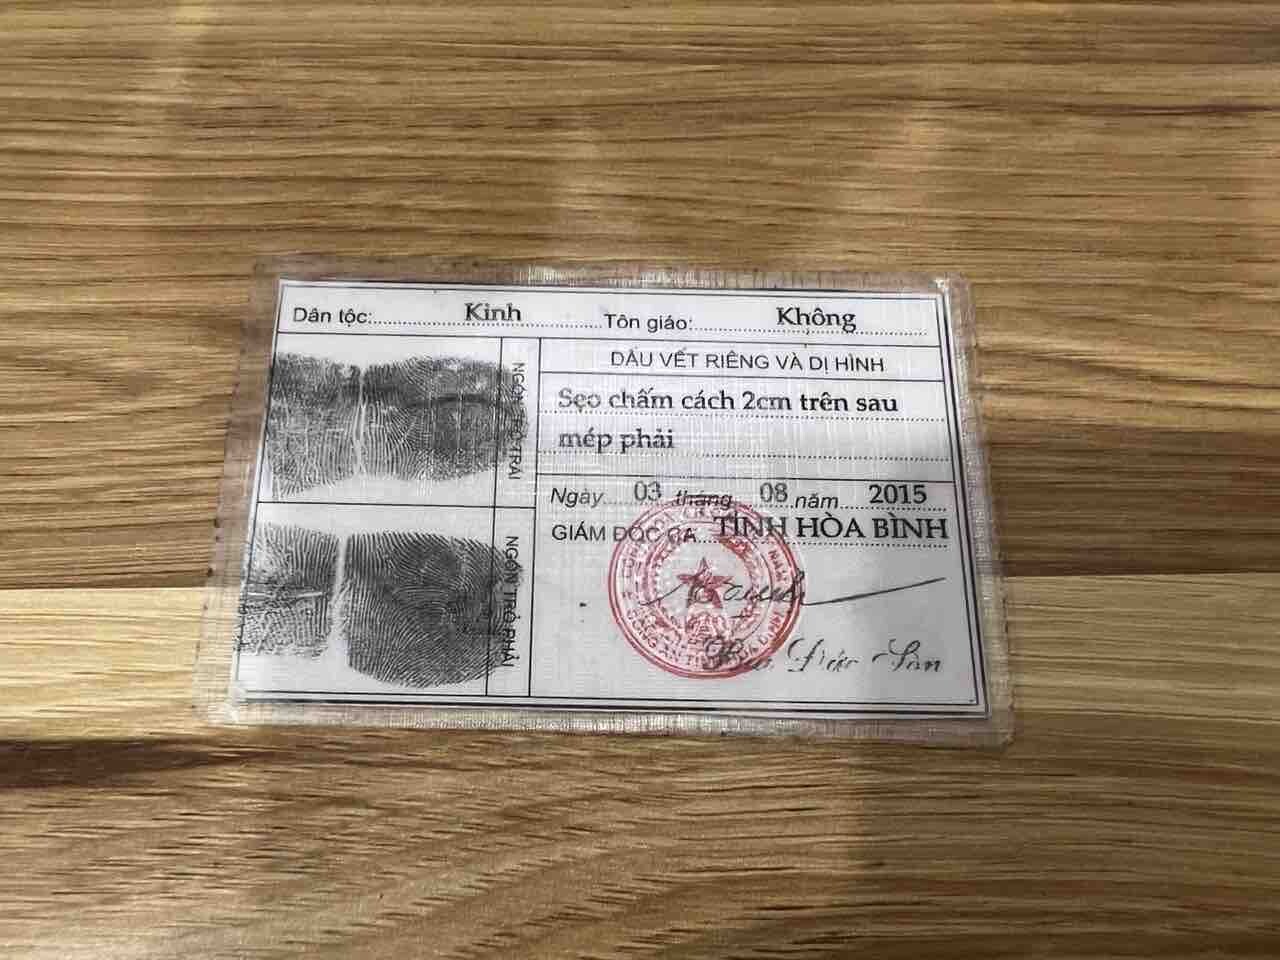 Dân tộc: Kinh Tôn giáo: Không
NGÓN TRỎ TRÁI
DẤU VẾT RIÊNG VÀ DỊ HÌNH
Sẹo chấm cách 2cm trên sau
mép phải
Ngày 03 tháng 08 năm 2015
GIÁM ĐỐC CA TỈNH HÒA BÌNH
NGÓN TRỎ PHẢI